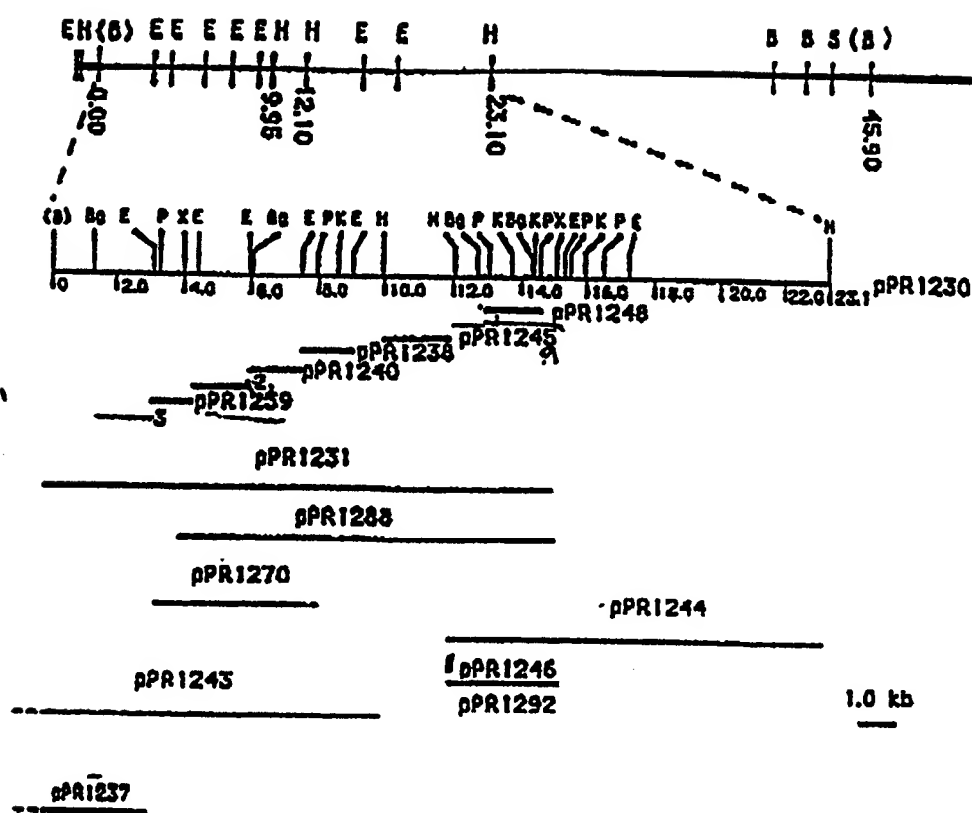 EH(B) E E E E E H H E E H B B S (B)
0.00 9.95 12.10 23.10 45.90
(B) Bg E P X E E Bg E P K E H H Bg P K Bg K P X E P K P E H
0 2.0 4.0 6.0 8.0 10.0 12.0 14.0 16.0 18.0 20.0 22.0 23.1 pPR1230
pPR1248
pPR1245
pPR1238
pPR1240
2
pPR1239
3
pPR1231
pPR1288
pPR1270
pPR1244
pPR1246
pPR1243
pPR1292
1.0 kb
pPR1237